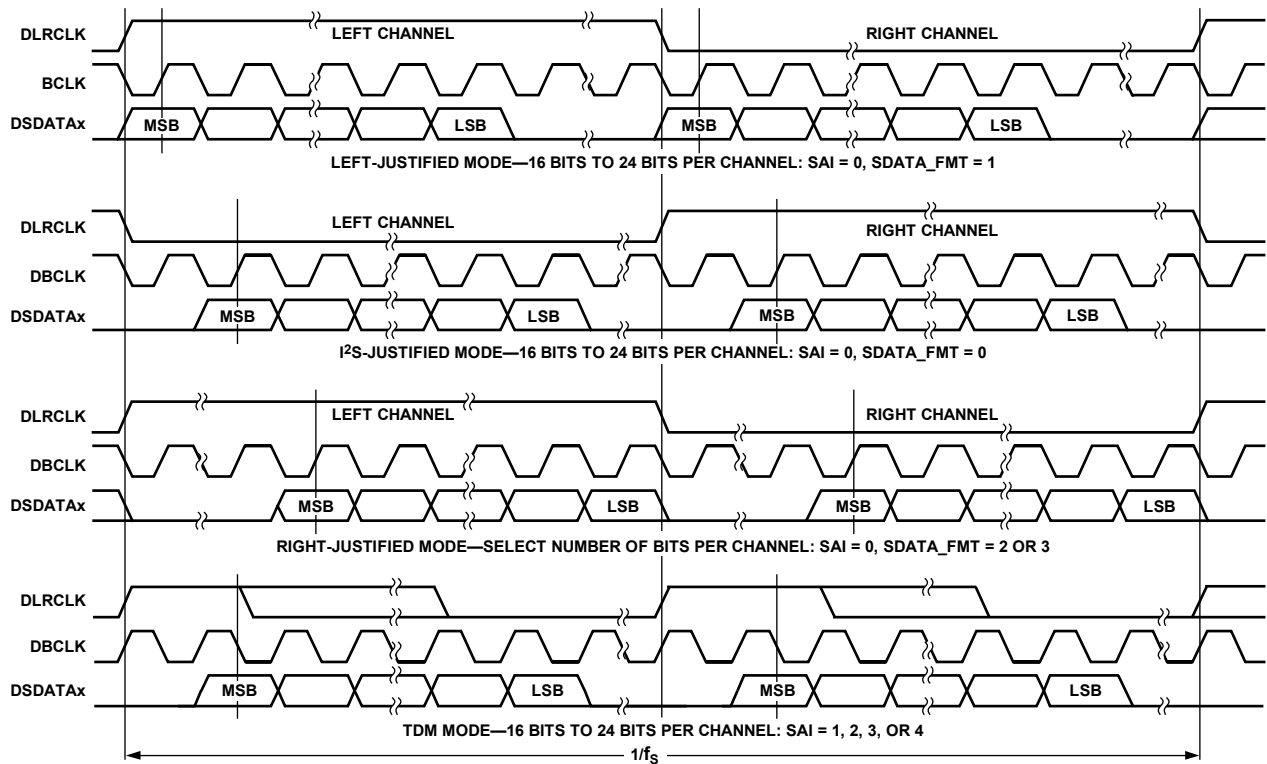 DLRCLK LEFT CHANNEL RIGHT CHANNEL
BCLK
DSDATAx MSB LSB MSB LSB
LEFT-JUSTIFIED MODE—16 BITS TO 24 BITS PER CHANNEL: SAI = 0, SDATA_FMT = 1
DLRCLK LEFT CHANNEL RIGHT CHANNEL
DBCLK
DSDATAx MSB LSB MSB LSB
I²S-JUSTIFIED MODE—16 BITS TO 24 BITS PER CHANNEL: SAI = 0, SDATA_FMT = 0
DLRCLK LEFT CHANNEL RIGHT CHANNEL
DBCLK
DSDATAx MSB LSB MSB LSB
RIGHT-JUSTIFIED MODE—SELECT NUMBER OF BITS PER CHANNEL: SAI = 0, SDATA_FMT = 2 OR 3
DLRCLK
DBCLK
DSDATAx MSB LSB MSB LSB
TDM MODE—16 BITS TO 24 BITS PER CHANNEL: SAI = 1, 2, 3, OR 4
1/fS